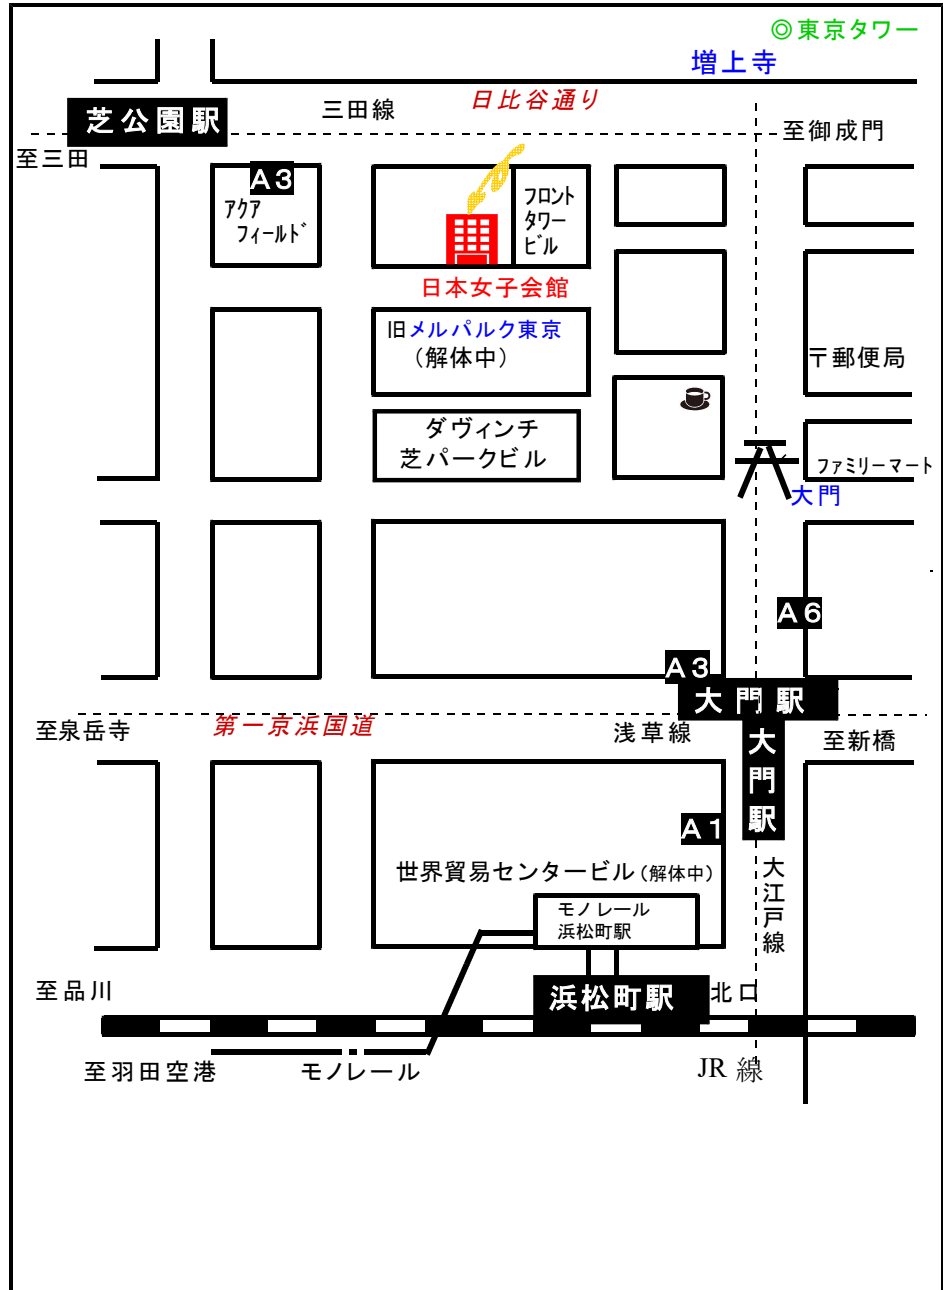 ◎東京タワー
増上寺
日比谷通り
三田線
芝公園駅
至御成門
至三田
A3
アクア
フィールド
フロント
タワー
ビル
日本女子会館
旧メルパルク東京
(解体中)
〒郵便局
ダヴィンチ
芝パークビル
ファミリーマート
大門
A6
A3
大門駅
至泉岳寺
第一京浜国道
浅草線
至新橋
大門駅
A1
世界貿易センタービル(解体中)
大江戸線
モノレール
浜松町駅
至品川
浜松町駅
北口
至羽田空港
モノレール
JR 線